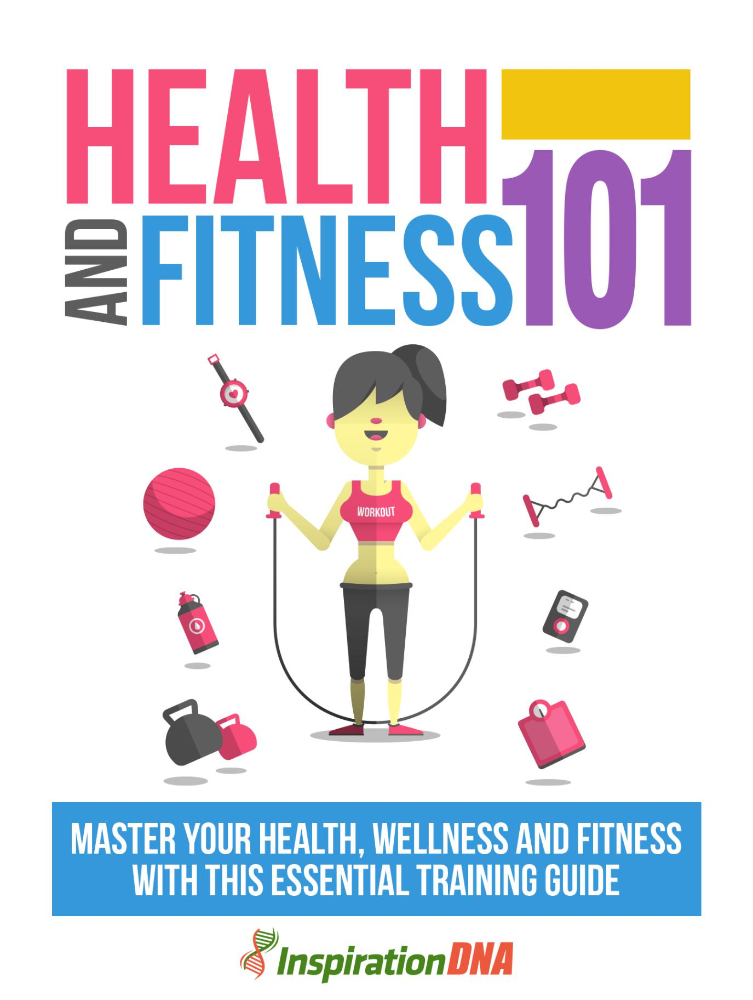 HEALTH
AND FITNESS 101
WORKOUT
MASTER YOUR HEALTH, WELLNESS AND FITNESS
WITH THIS ESSENTIAL TRAINING GUIDE
InspirationDNA